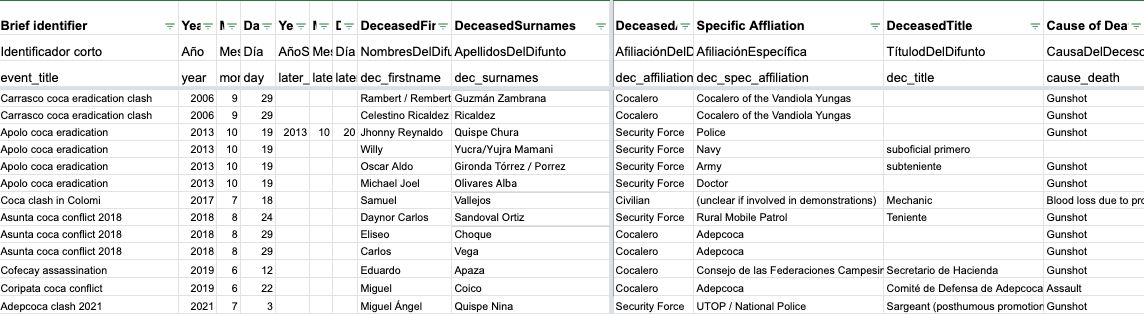 Brief identifier Yea M Da Ye M D DeceasedFir DeceasedSurnames DeceasedA Specific Affliation DeceasedTitle Cause of Dea
Identificador corto Año Mes Día AñoS Mes Día NombresDelDifu ApellidosDelDifunto AfiliaciónDelD AfiliaciónEspecífica TítulodDelDifunto CausaDelDeceso
event_title year mon day later_ late late dec_firstname dec_surnames dec_affiliation dec_spec_affiliation dec_title cause_death
Carrasco coca eradication clash 2006 9 29 Rambert / Rembert Guzmán Zambrana Cocalero Cocalero of the Vandiola Yungas Gunshot
Carrasco coca eradication clash 2006 9 29 Celestino Ricaldez Ricaldez Cocalero Cocalero of the Vandiola Yungas Gunshot
Apolo coca eradication 2013 10 19 2013 10 20 Jhonny Reynaldo Quispe Chura Security Force Police Gunshot
Apolo coca eradication 2013 10 19 Willy Yucra/Yujra Mamani Security Force Navy suboficial primero
Apolo coca eradication 2013 10 19 Oscar Aldo Gironda Tórrez / Porrez Security Force Army subteniente Gunshot
Apolo coca eradication 2013 10 19 Michael Joel Olivares Alba Security Force Doctor Gunshot
Coca clash in Colomi 2017 7 18 Samuel Vallejos Civilian (unclear if involved in demonstrations) Mechanic Blood loss due to pro
Asunta coca conflict 2018 2018 8 24 Daynor Carlos Sandoval Ortiz Security Force Rural Mobile Patrol Teniente Gunshot
Asunta coca conflict 2018 2018 8 29 Eliseo Choque Cocalero Adepcoca Gunshot
Asunta coca conflict 2018 2018 8 29 Carlos Vega Cocalero Adepcoca Gunshot
Cofecay assassination 2019 6 12 Eduardo Apaza Cocalero Consejo de las Federaciones Campesin Secretario de Hacienda Gunshot
Coripata coca conflict 2019 6 22 Miguel Coico Cocalero Adepcoca Comité de Defensa de Adepcoca Assault
Adepcoca clash 2021 2021 7 3 Miguel Ángel Quispe Nina Security Force UTOP / National Police Sargeant (posthumous promotion Gunshot